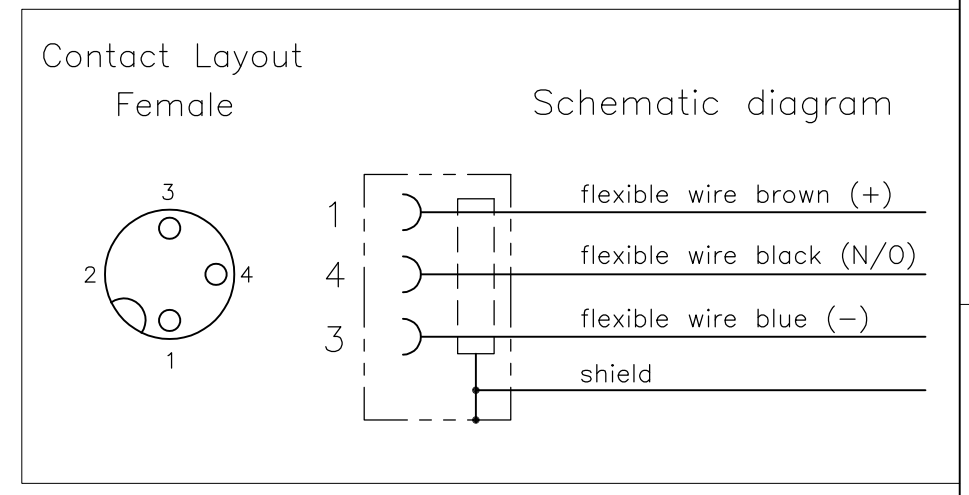 Contact Layout
Female
3
2
4
1
Schematic diagram
1
flexible wire brown (+)
4
flexible wire black (N/O)
3
flexible wire blue (−)
shield